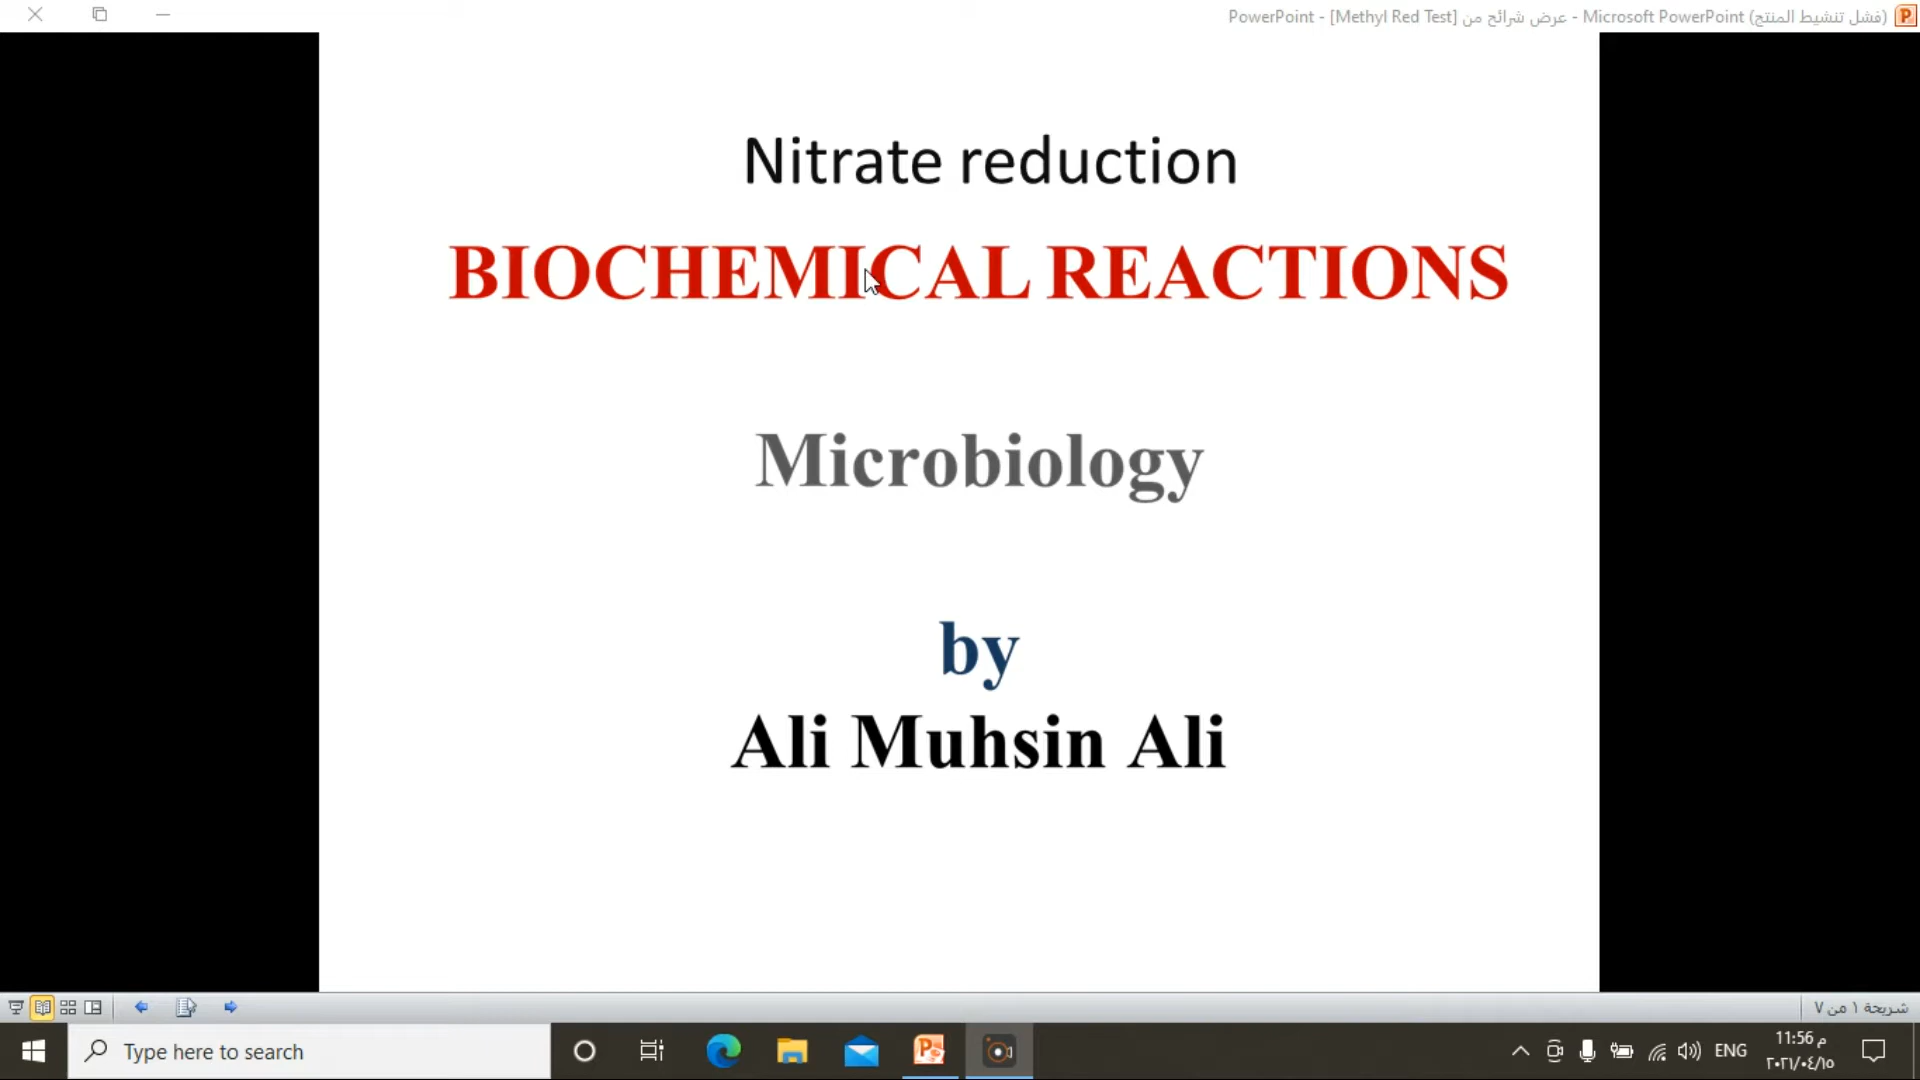 PowerPoint - [Methyl Red Test] عرض شرائح من - Microsoft PowerPoint (فشل تنشيط المنتج)
Nitrate reduction
BIOCHEMICAL REACTIONS
Microbiology
by
Ali Muhsin Ali
شريحة ١ من ٧
Type here to search
ENG
11:56 م
٢٠٢١/٠٤/١٥